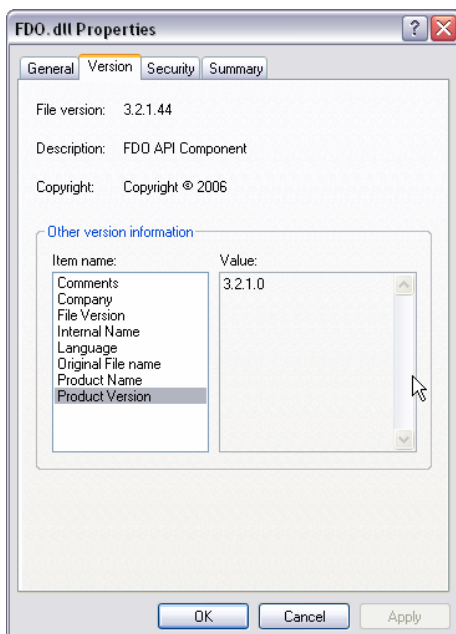 FDO.dll Properties
General Version Security Summary
File version: 3.2.1.44
Description: FDO API Component
Copyright: Copyright © 2006
Other version information
Item name: Value:
Comments 3.2.1.0
Company
File Version
Internal Name
Language
Original File name
Product Name
Product Version
OK Cancel Apply